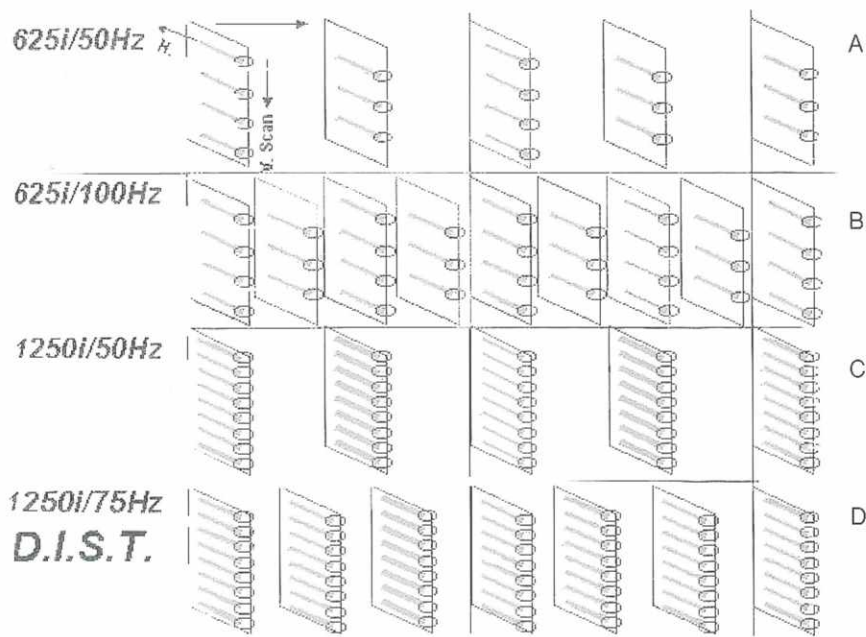 625i/50Hz
H.
V. Scan
A
625i/100Hz
B
1250i/50Hz
C
1250i/75Hz
D.I.S.T.
D